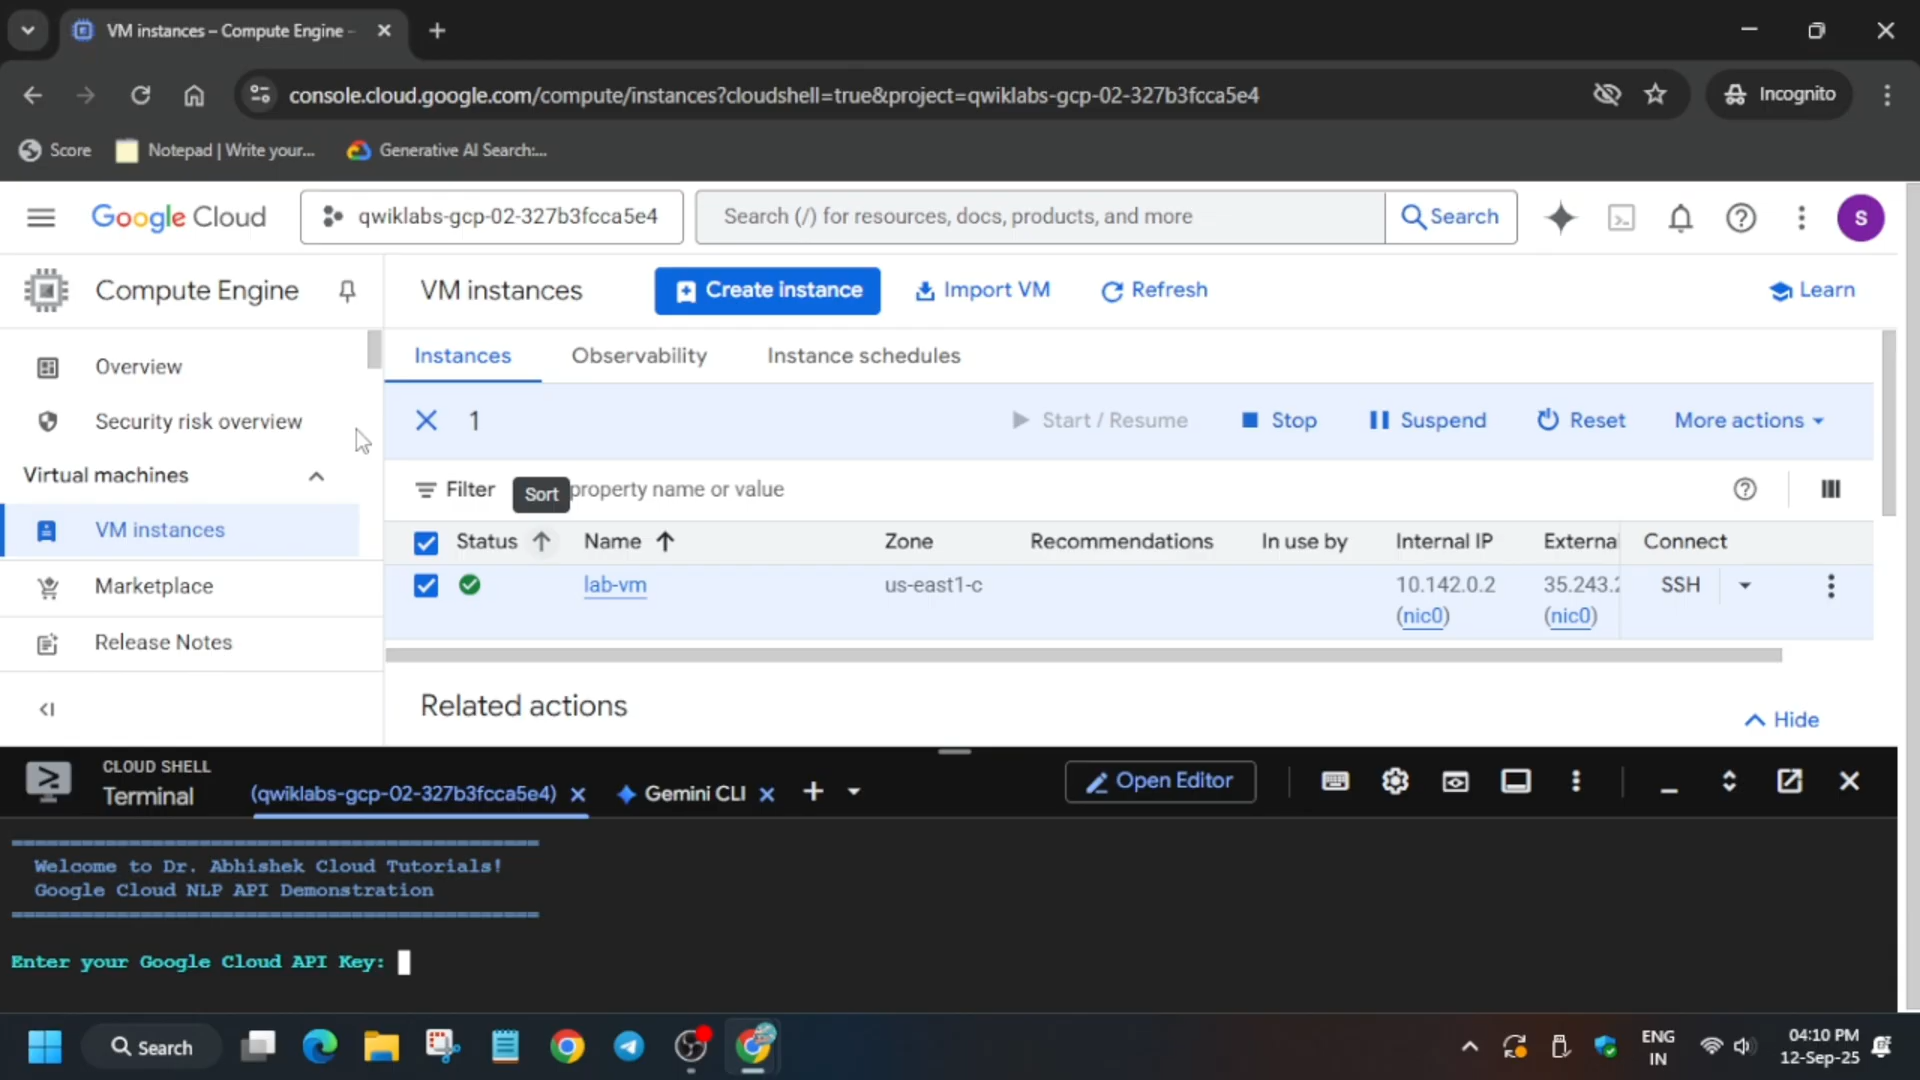 VM instances – Compute Engine –
console.cloud.google.com/compute/instances?cloudshell=true&project=qwiklabs-gcp-02-327b3fcca5e4
Incognito
Score
Notepad | Write your...
Generative AI Search:...
Google Cloud
qwiklabs-gcp-02-327b3fcca5e4
Search (/) for resources, docs, products, and more
Search
S
Compute Engine
VM instances
Create instance
Import VM
Refresh
Learn
Overview
Security risk overview
Virtual machines
VM instances
Marketplace
Release Notes
Instances
Observability
Instance schedules
1
Start / Resume
Stop
Suspend
Reset
More actions
Filter
Sort
property name or value
Status
Name
Zone
Recommendations
In use by
Internal IP
Externa
Connect
lab-vm
us-east1-c
10.142.0.2
(nic0)
35.243.2
(nic0)
SSH
Related actions
Hide
CLOUD SHELL
Terminal
(qwiklabs-gcp-02-327b3fcca5e4)
Gemini CLI
Open Editor
Welcome to Dr. Abhishek Cloud Tutorials!
Google Cloud NLP API Demonstration
Enter your Google Cloud API Key:
Search
ENG
IN
04:10 PM
12-Sep-25